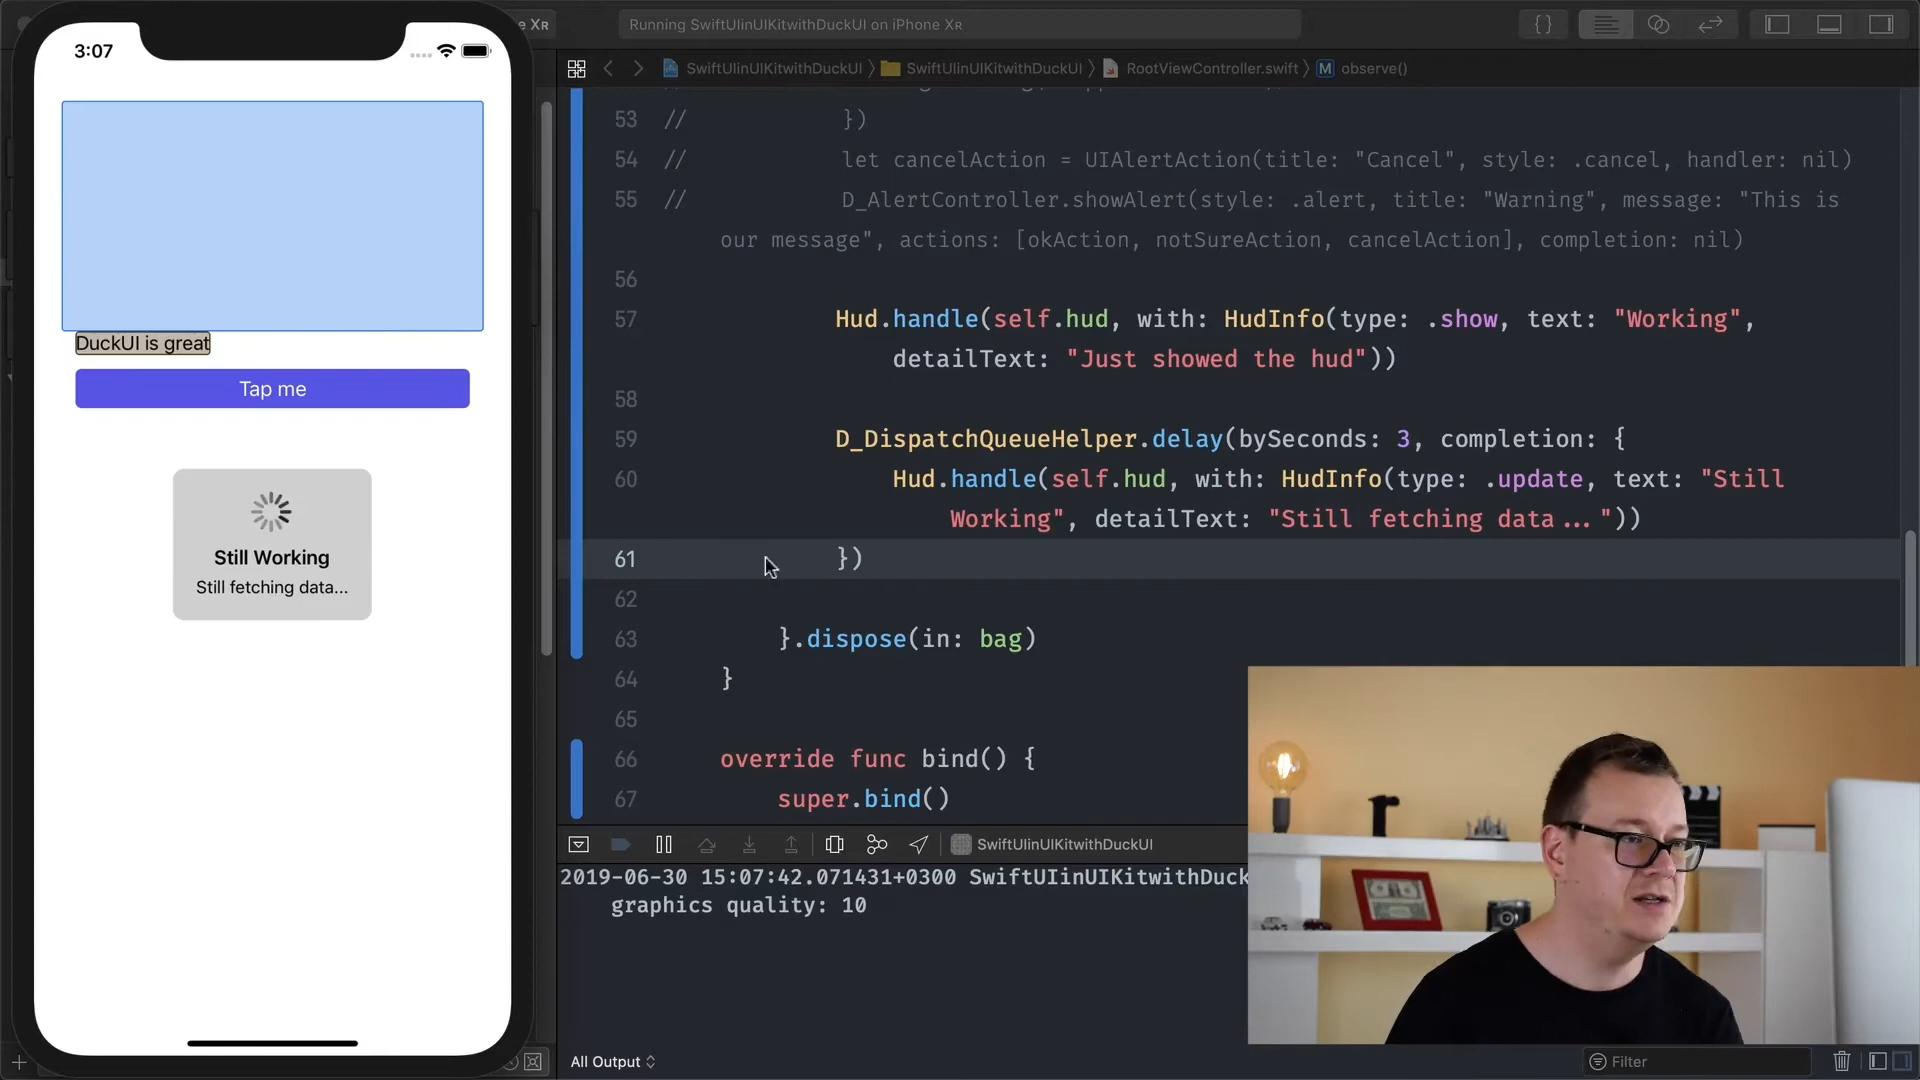 3:07
DuckUI is great
Tap me
Still Working
Still fetching data...
e XR
Running SwiftUIinUIKitwithDuckUI on iPhone XR
SwiftUIinUIKitwithDuckUI
SwiftUIinUIKitwithDuckUI
RootViewController.swift
M
observe()
53 // })
54 // let cancelAction = UIAlertAction(title: "Cancel", style: .cancel, handler: nil)
55 // D_AlertController.showAlert(style: .alert, title: "Warning", message: "This is
our message", actions: [okAction, notSureAction, cancelAction], completion: nil)
56
57 Hud.handle(self.hud, with: HudInfo(type: .show, text: "Working",
detailText: "Just showed the hud"))
58
59 D_DispatchQueueHelper.delay(bySeconds: 3, completion: {
60 Hud.handle(self.hud, with: HudInfo(type: .update, text: "Still
Working", detailText: "Still fetching data..."))
61 })
62
63 }.dispose(in: bag)
64 }
65
66 override func bind() {
67 super.bind()
SwiftUIinUIKitwithDuckUI
2019-06-30 15:07:42.071431+0300 SwiftUIinUIKitwithDuck
graphics quality: 10
All Output
Filter